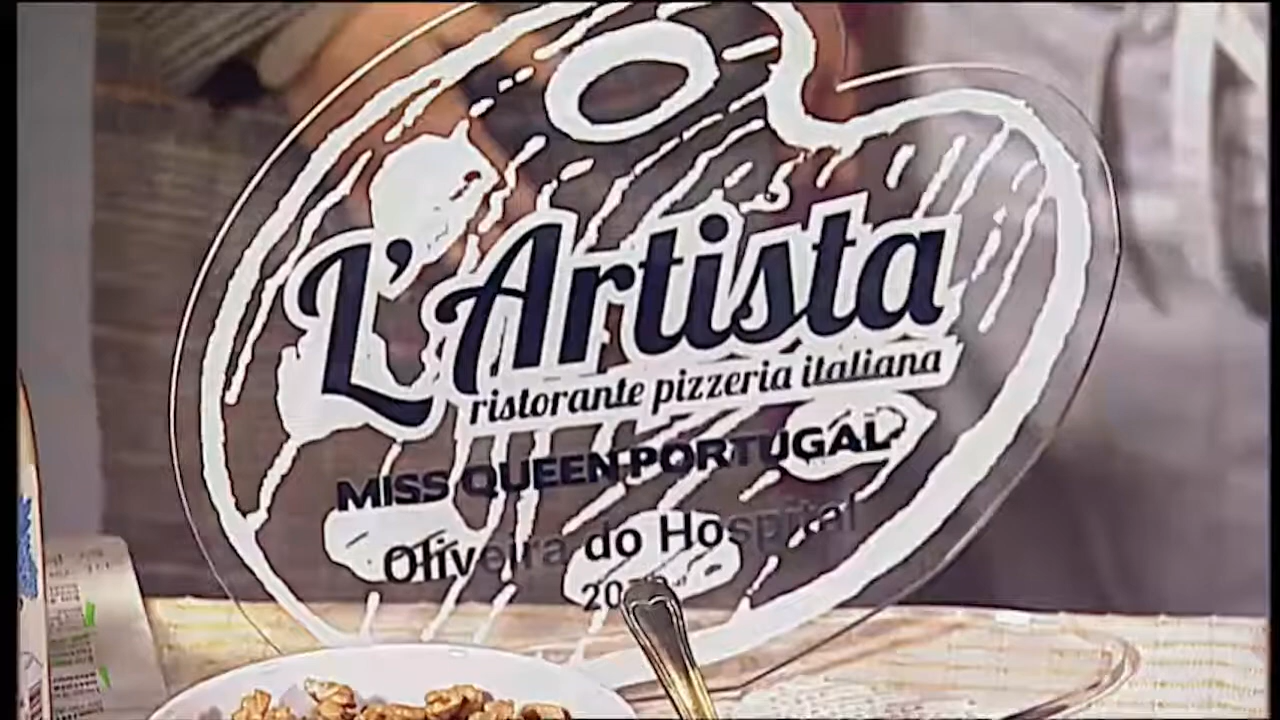 L'Artista
ristorante pizzeria italiana
MISS QUEEN PORTUGAL
Oliveira do Hospital